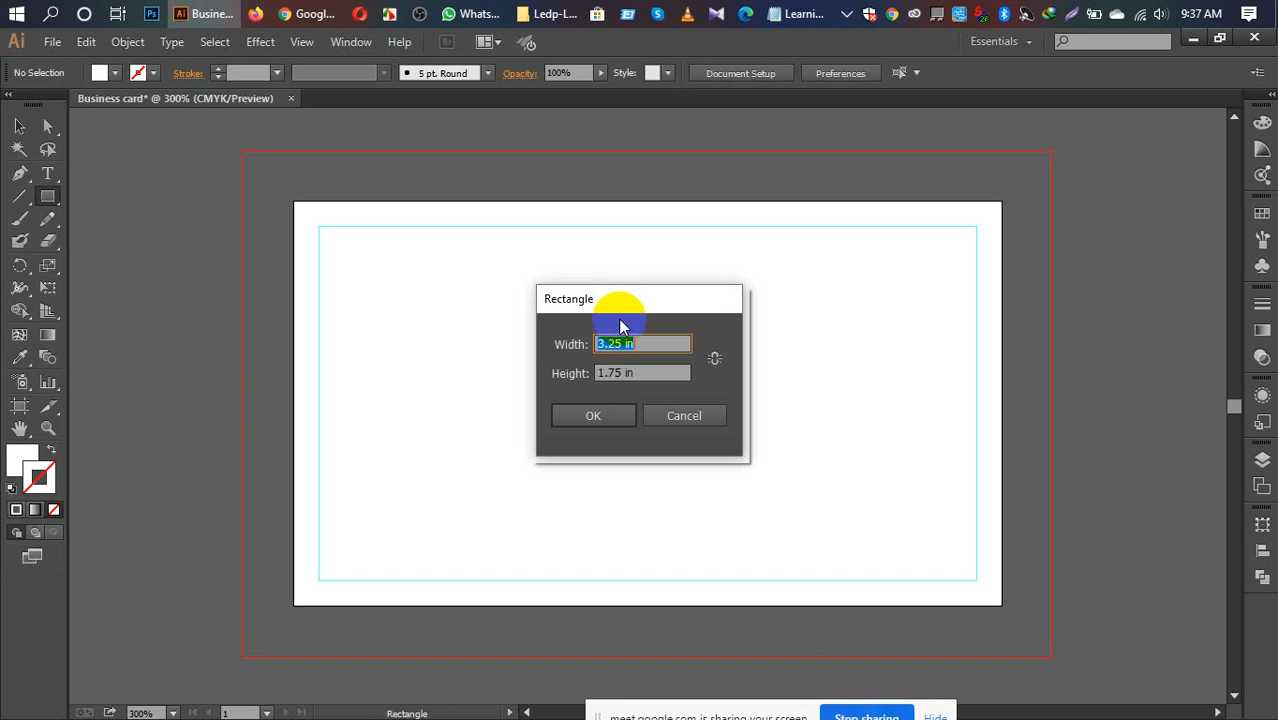 Busine...
Googl...
Whats...
Ledp-L...
Learni...
9:37 AM
Ai File Edit Object Type Select Effect View Window Help Br Essentials
No Selection Stroke: 5 pt. Round Opacity: 100% Style: Document Setup Preferences
Business card* @ 300% (CMYK/Preview) ×
Rectangle
Width: 3.25 in
Height: 1.75 in
OK Cancel
300% 1 Rectangle
meet.google.com is sharing your screen. Stop sharing Hide